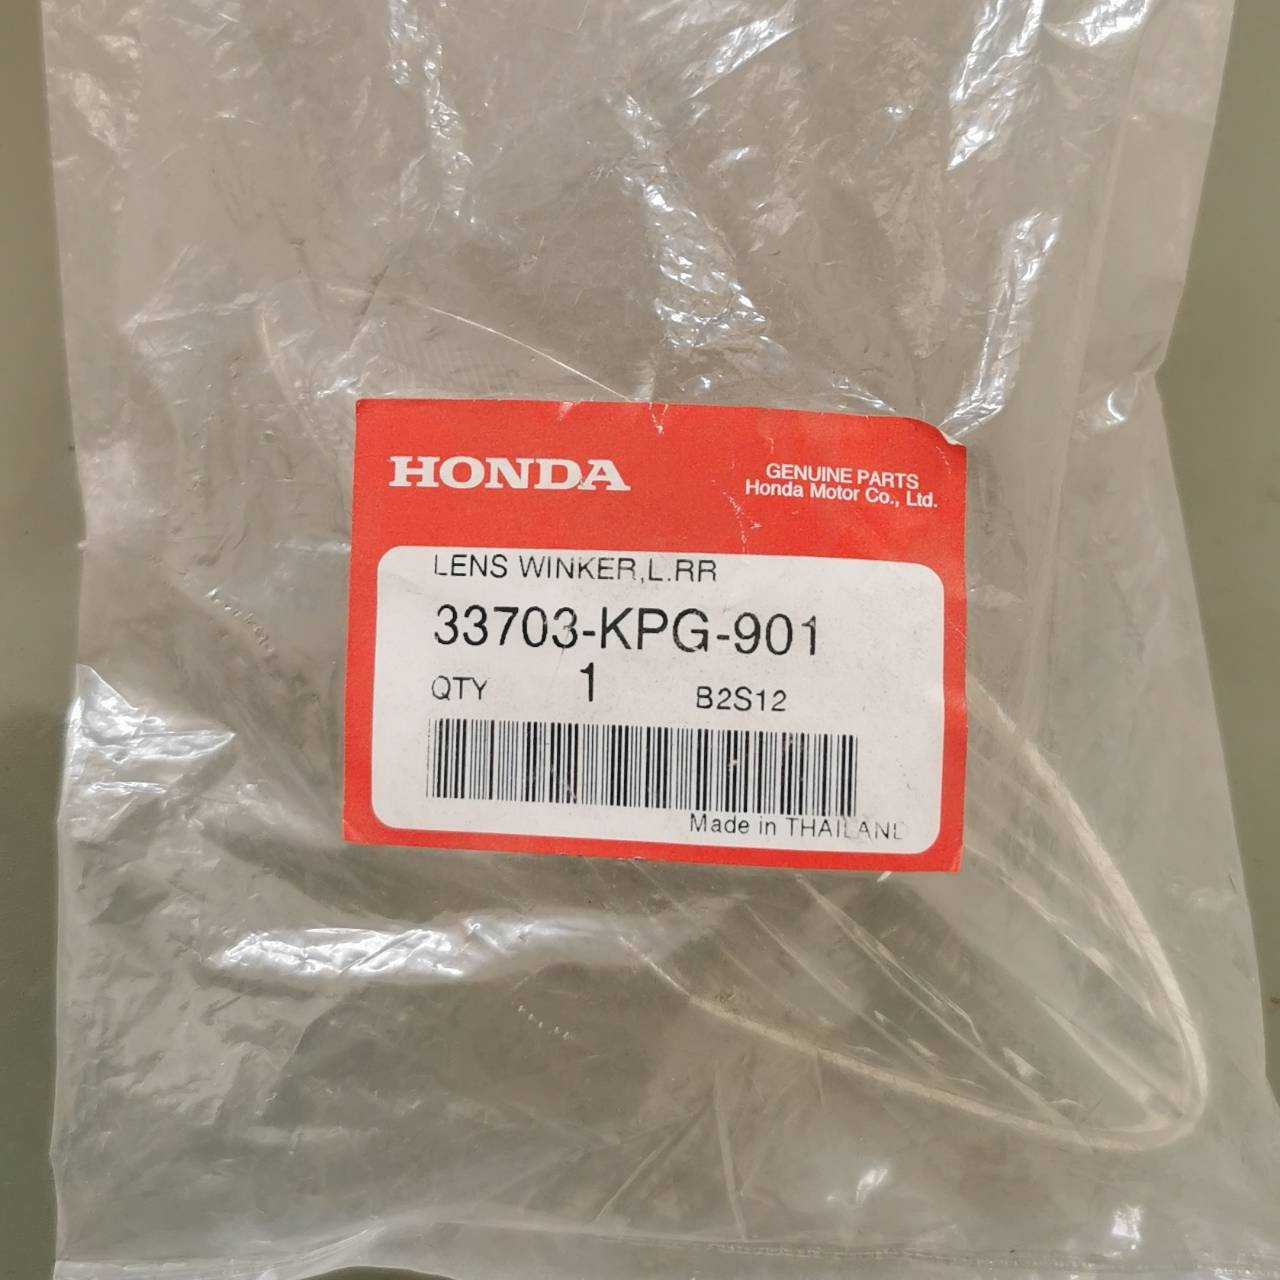 HONDA
GENUINE PARTS
Honda Motor Co., Ltd.
LENS WINKER,L.RR
33703-KPG-901
QTY 1 B2S12
Made in THAILAND